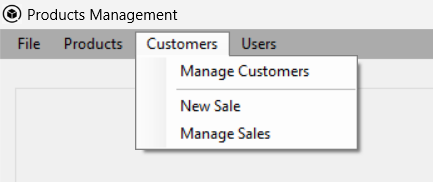 Products Management
File Products Customers Users
Manage Customers
New Sale
Manage Sales